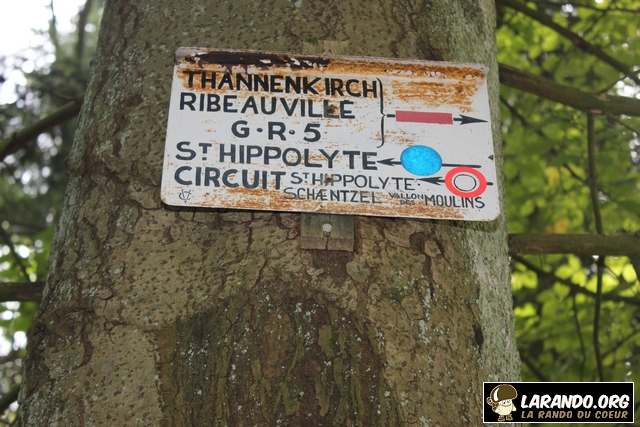 THANNENKIRCH
RIBEAUVILLE
G·R·5
ST HIPPOLYTE
CIRCUIT ST HIPPOLYTE·
SCHÆNTZEL VALLON DES MOULINS
LARANDO.ORG
LA RANDO DU COEUR